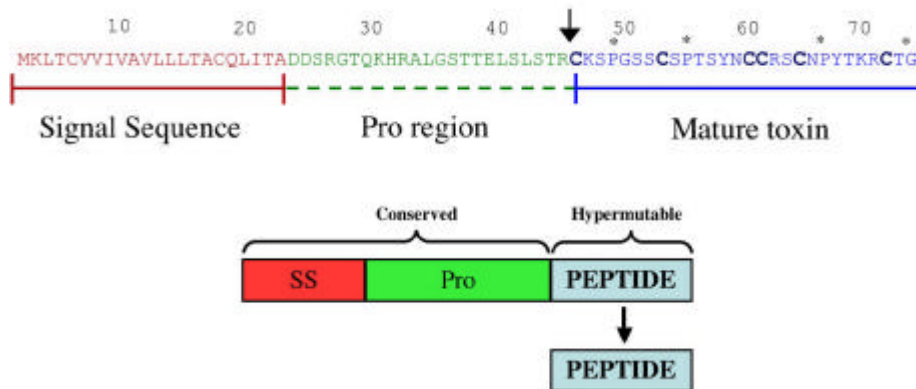 10 20 30 40 50 60 70
* * * *
MKLTCVVIVAVLLLTACQLITADDSRGTQKHRALGSTTELSLSTRCKSPGSSCSPTSYNCCRSCNPYTKRCTG
Signal Sequence Pro region Mature toxin
Conserved Hypermutable
SS Pro PEPTIDE
PEPTIDE